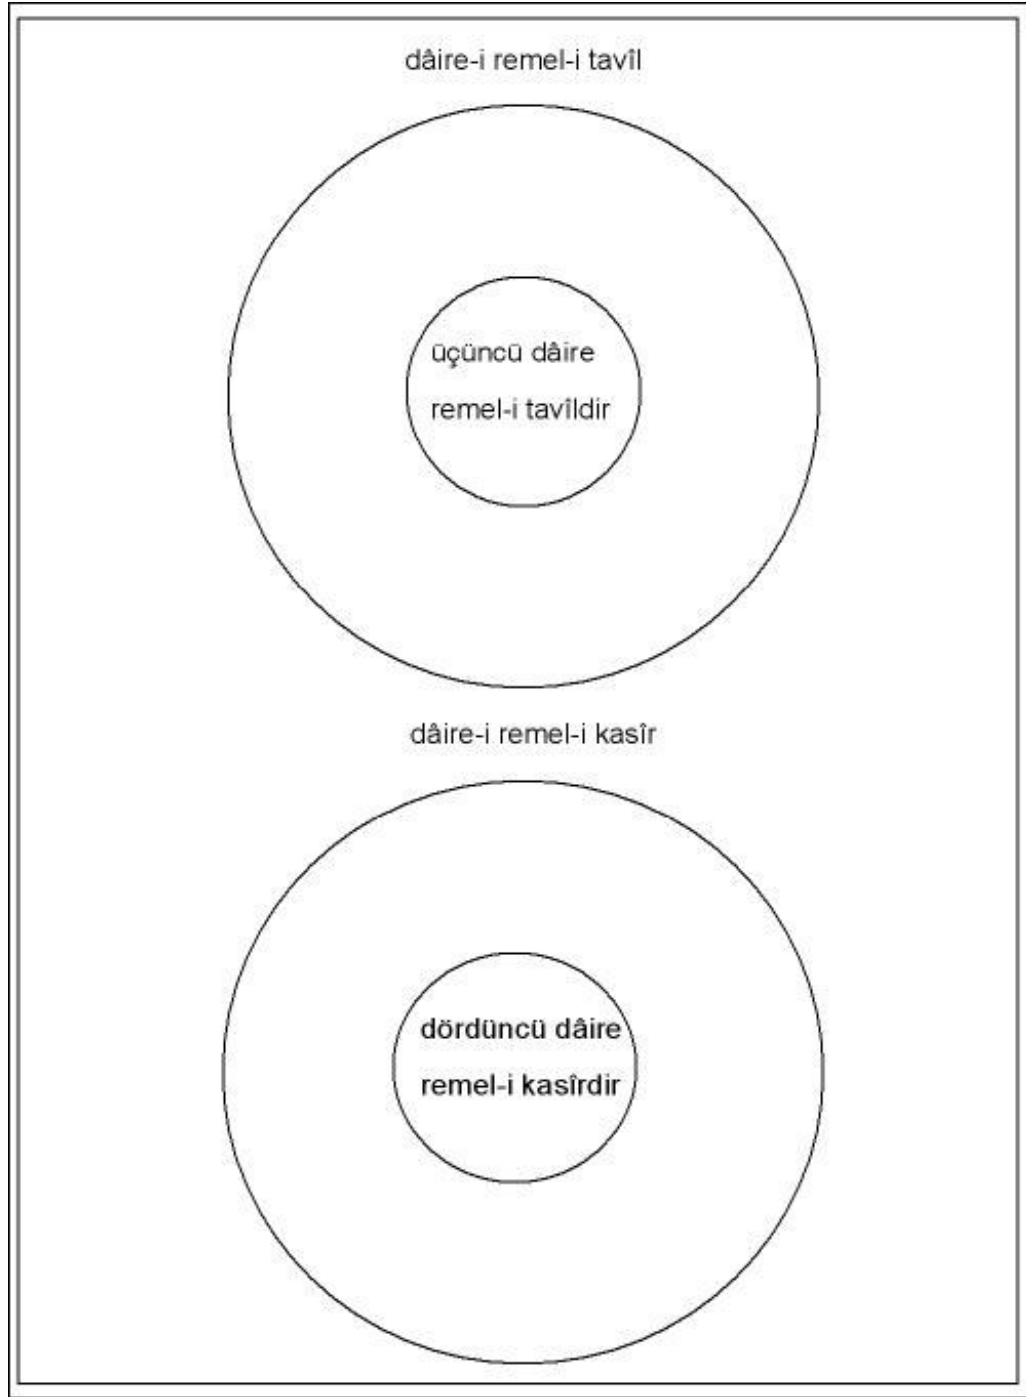 dâire-i remel-i tavîl
üçüncü dâire
remel-i tavîldir
dâire-i remel-i kasîr
dördüncü dâire
remel-i kasîrdir